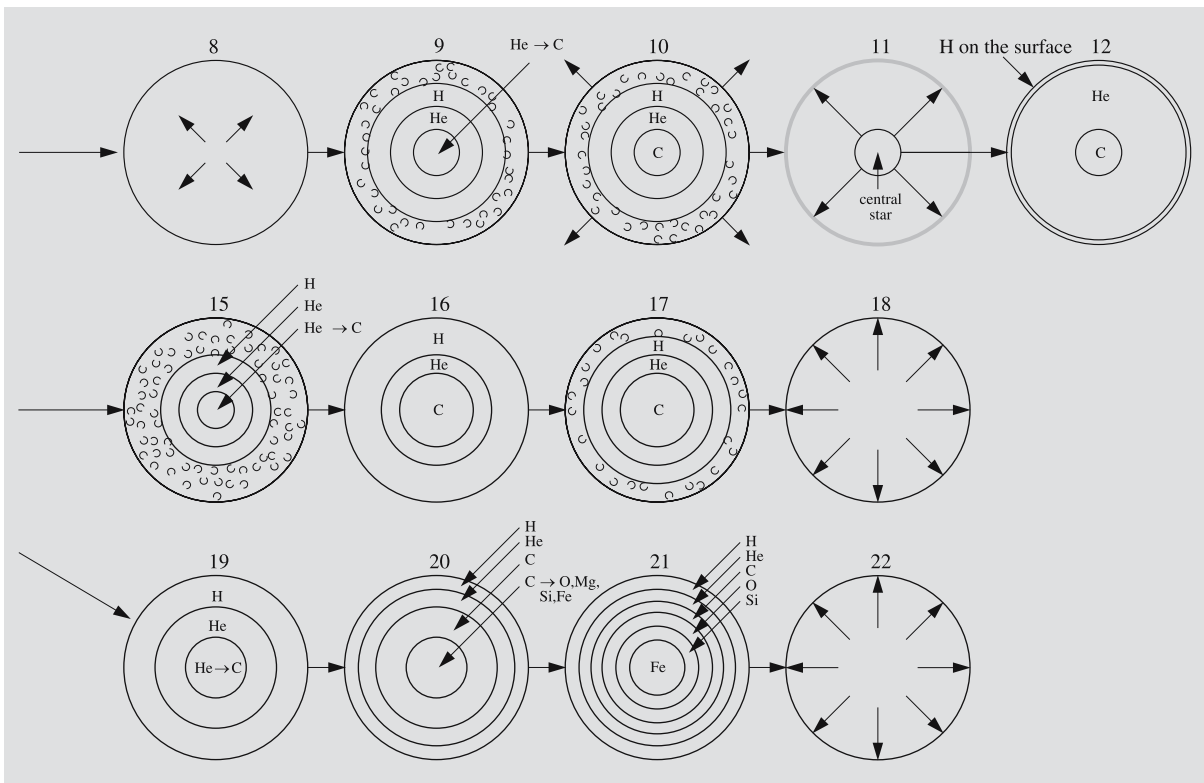 8
9
He → C
10
11
H on the surface
12
H
He
H
He
C
central
star
He
C
15
H
He
He → C
16
H
He
C
17
H
He
C
18
19
H
He
He → C
20
H
He
C
C → O,Mg,
Si,Fe
21
H
He
C
O
Si
Fe
22